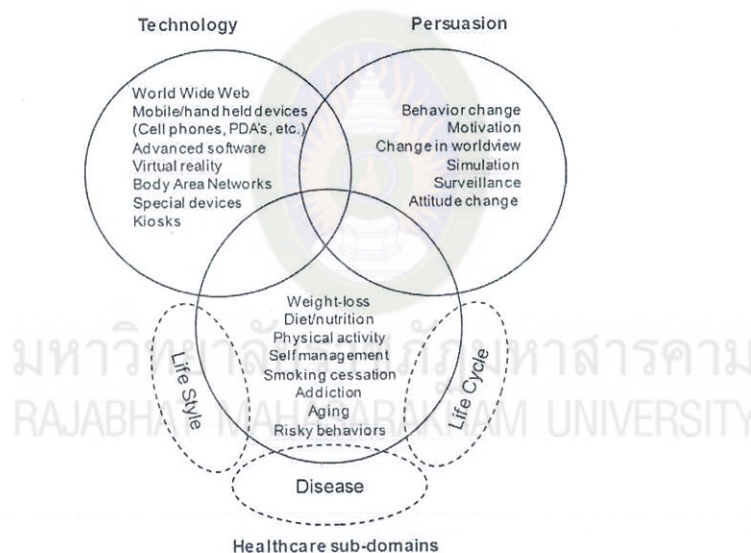 Technology
Persuasion
World Wide Web
Mobile/hand held devices
(Cell phones, PDA's, etc.)
Advanced software
Virtual reality
Body Area Networks
Special devices
Kiosks
Behavior change
Motivation
Change in worldview
Simulation
Surveillance
Attitude change
Weight-loss
Diet/nutrition
Physical activity
Self management
Smoking cessation
Addiction
Aging
Risky behaviors
Life Style
Life Cycle
Disease
มหาวิทยาลัยราชภัฏมหาสารคาม
RAJABHAT MAHASARAKHAM UNIVERSITY
Healthcare sub-domains